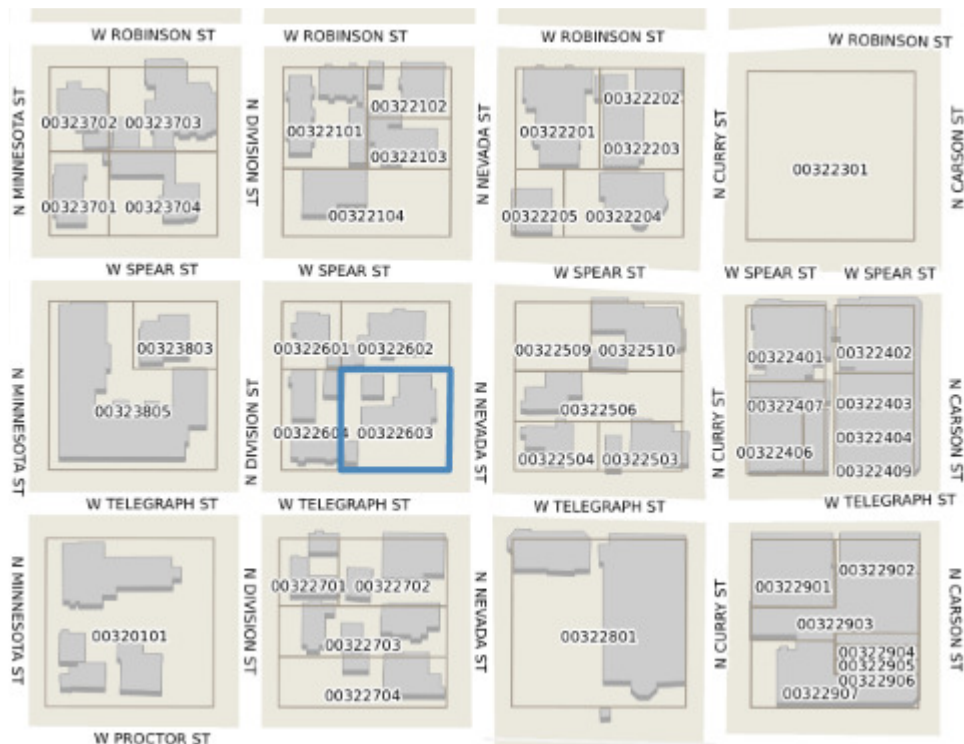 W ROBINSON ST
W ROBINSON ST
W ROBINSON ST
W ROBINSON ST
N MINNESOTA ST
00323702
00323703
00323701
00323704
N DIVISION ST
00322101
00322102
00322103
00322104
N NEVADA ST
00322201
00322202
00322203
00322205
00322204
N CURRY ST
00322301
N CARSON ST
W SPEAR ST
W SPEAR ST
W SPEAR ST
W SPEAR ST
W SPEAR ST
N MINNESOTA ST
00323803
00323805
N DIVISION ST
00322601
00322602
00322604
00322603
N NEVADA ST
00322509
00322510
00322506
00322504
00322503
N CURRY ST
00322401
00322402
00322407
00322403
00322406
00322404
00322409
N CARSON ST
W TELEGRAPH ST
W TELEGRAPH ST
W TELEGRAPH ST
W TELEGRAPH ST
N MINNESOTA ST
00320101
N DIVISION ST
00322701
00322702
00322703
00322704
N NEVADA ST
00322801
N CURRY ST
00322901
00322902
00322903
00322904
00322905
00322906
00322907
N CARSON ST
W PROCTOR ST